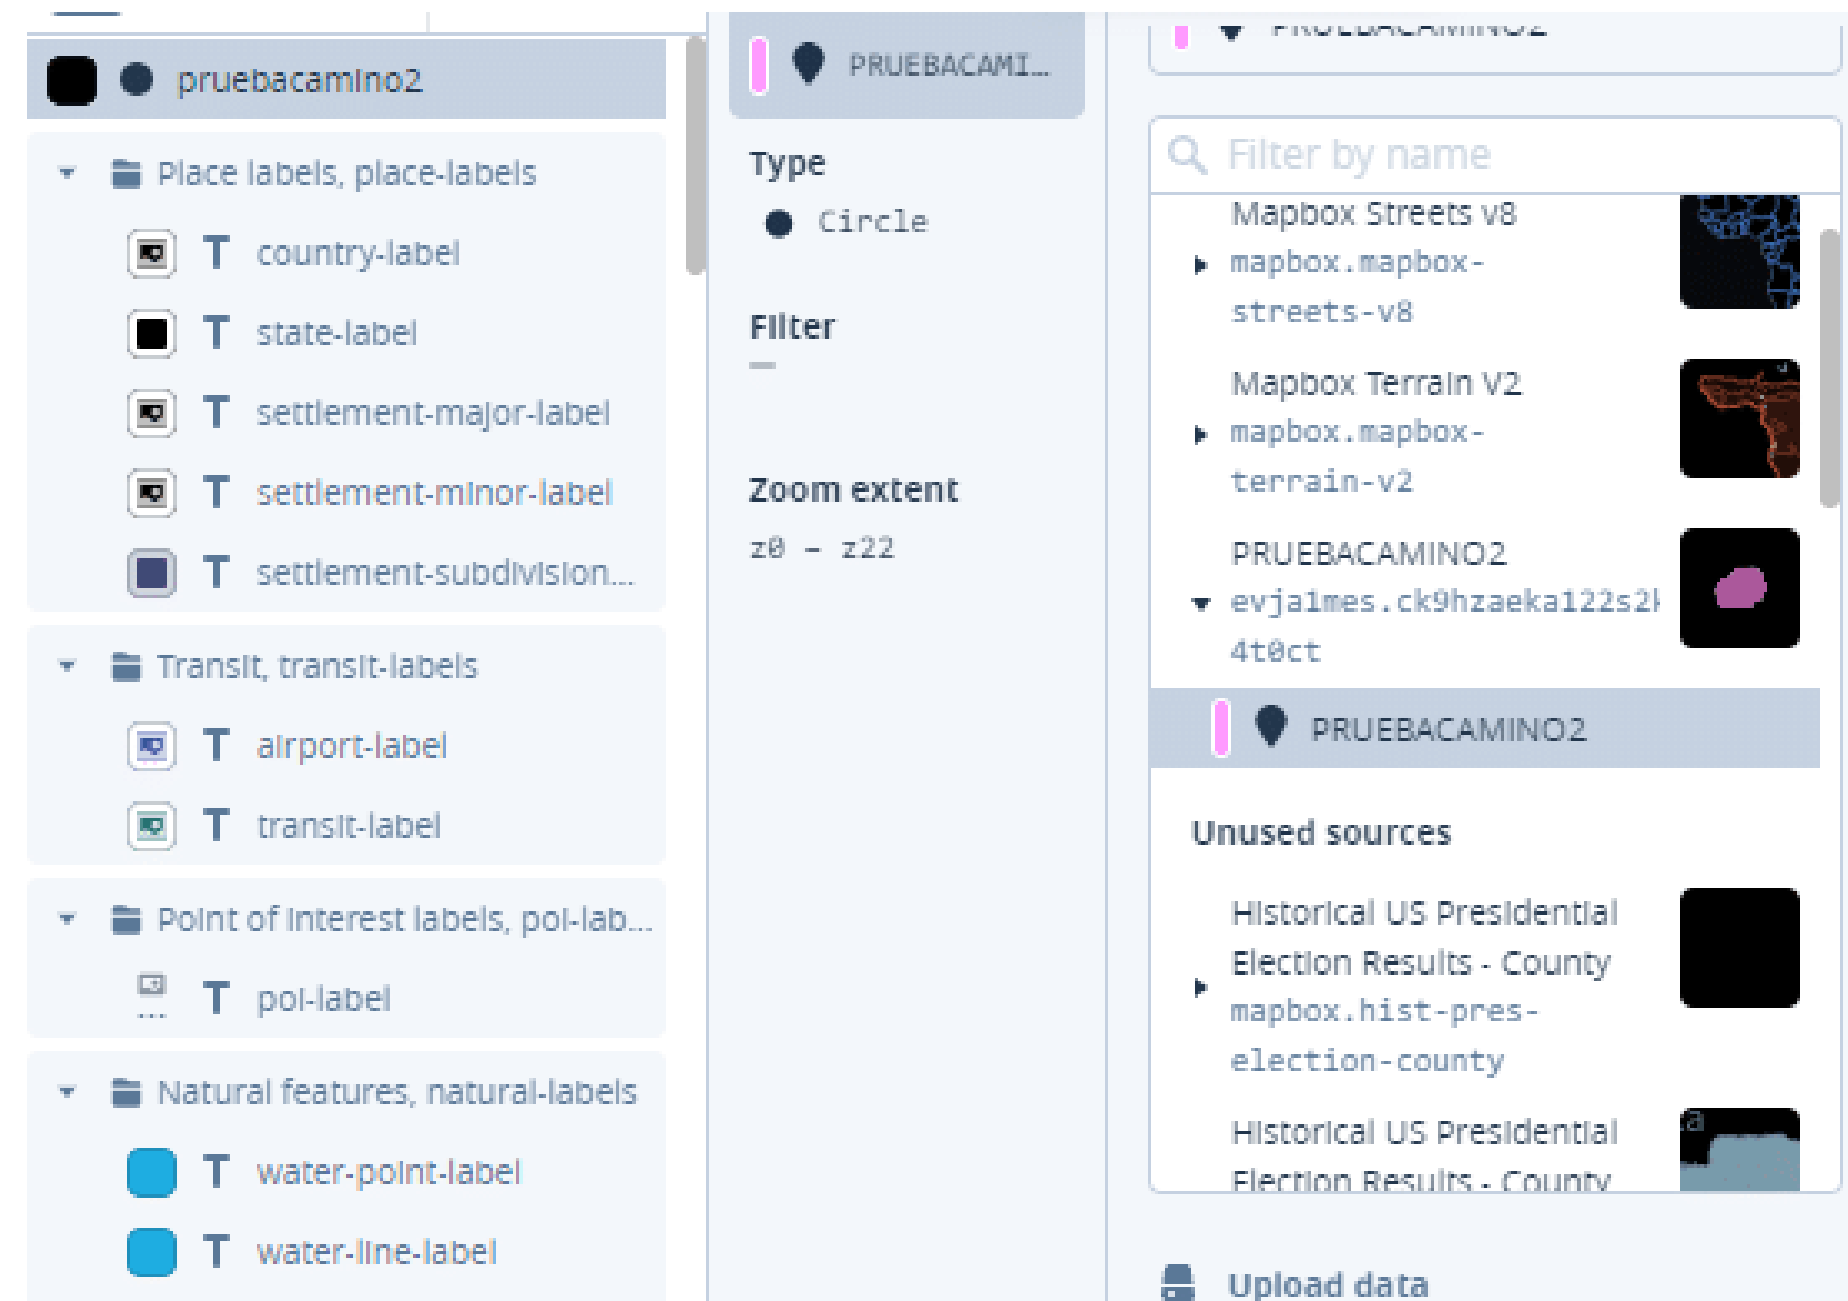 pruebacamino2
Place labels, place-labels
country-label
state-label
settlement-major-label
settlement-minor-label
settlement-subdivision...
Transit, transit-labels
airport-label
transit-label
Point of interest labels, poi-lab...
poi-label
Natural features, natural-labels
water-point-label
water-line-label
PRUEBACAMI...
Type
Circle
Filter
Zoom extent
z0 – z22
PRUEBACAMINO2
Filter by name
Mapbox Streets v8
mapbox.mapbox-
streets-v8
Mapbox Terrain V2
mapbox.mapbox-
terrain-v2
PRUEBACAMINO2
4t0ct
PRUEBACAMINO2
Unused sources
Historical US Presidential
Election Results - County
mapbox.hist-pres-
election-county
Historical US Presidential
Election Results - County
Upload data